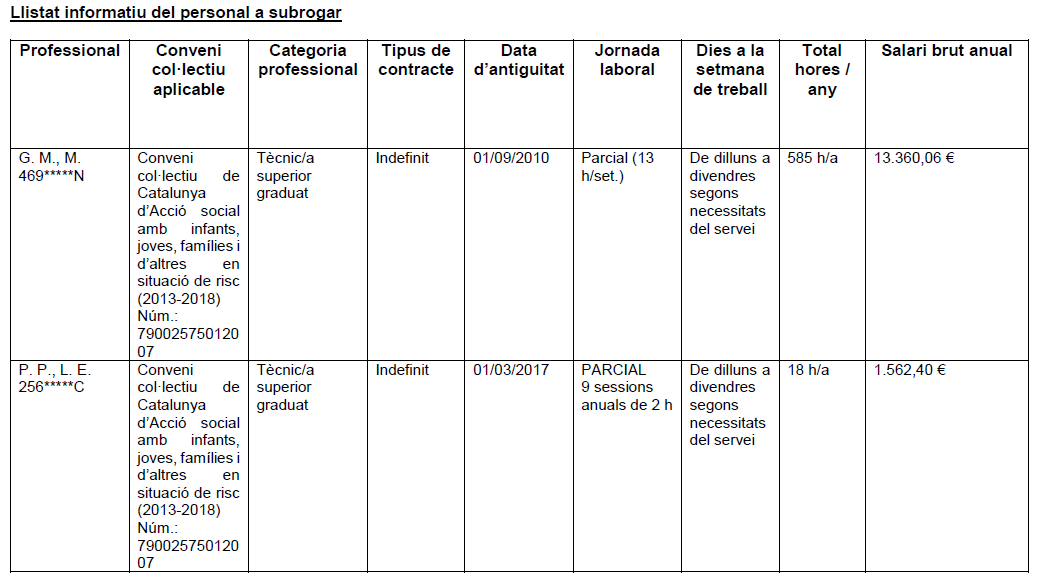 Llistat informatiu del personal a subrogar
Professional
Conveni
col·lectiu
aplicable
Categoria
professional
Tipus de
contracte
Data
d’antiguitat
Jornada
laboral
Dies a la
setmana
de treball
Total
hores /
any
Salari brut anual
G. M., M.
469*****N
Conveni
col·lectiu de
Catalunya
d’Acció social
amb infants,
joves, famílies i
d’altres en
situació de risc
(2013-2018)
Núm.:
79002575012
07
Tècnic/a
superior
graduat
Indefinit
01/09/2010
Parcial (13
h/set.)
De dilluns a
divendres
segons
necessitats
del servei
585 h/a
13.360,06 €
P. P., L. E.
256*****C
Conveni
col·lectiu de
Catalunya
d’Acció social
amb infants,
joves, famílies i
d’altres en
situació de risc
(2013-2018)
Núm.:
79002575012
07
Tècnic/a
superior
graduat
Indefinit
01/03/2017
PARCIAL
9 sessions
anuals de 2 h
De dilluns a
divendres
segons
necessitats
del servei
18 h/a
1.562,40 €